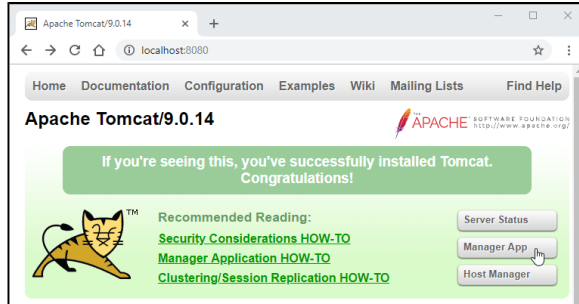 Apache Tomcat/9.0.14
localhost:8080
Home Documentation Configuration Examples Wiki Mailing Lists Find Help
Apache Tomcat/9.0.14
THE
APACHE SOFTWARE FOUNDATION
http://www.apache.org/
If you're seeing this, you've successfully installed Tomcat.
Congratulations!
TM
Recommended Reading:
Security Considerations HOW-TO
Manager Application HOW-TO
Clustering/Session Replication HOW-TO
Server Status
Manager App
Host Manager